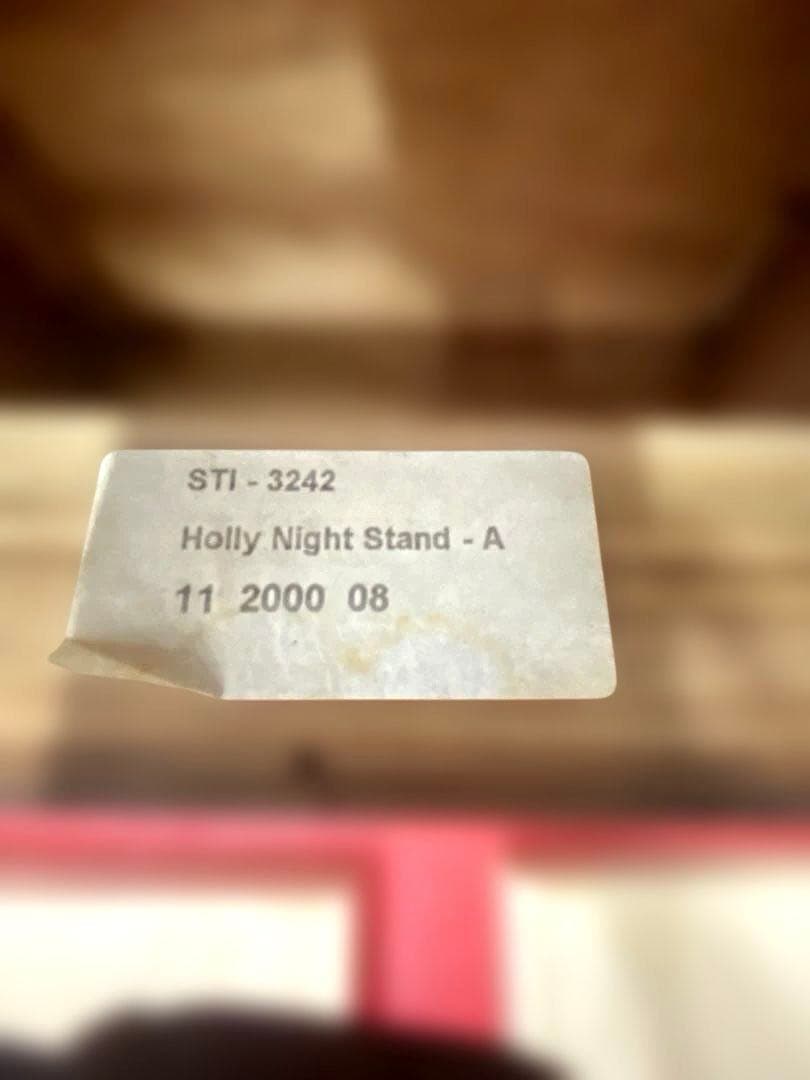 STI - 3242
Holly Night Stand - A
11 2000 08